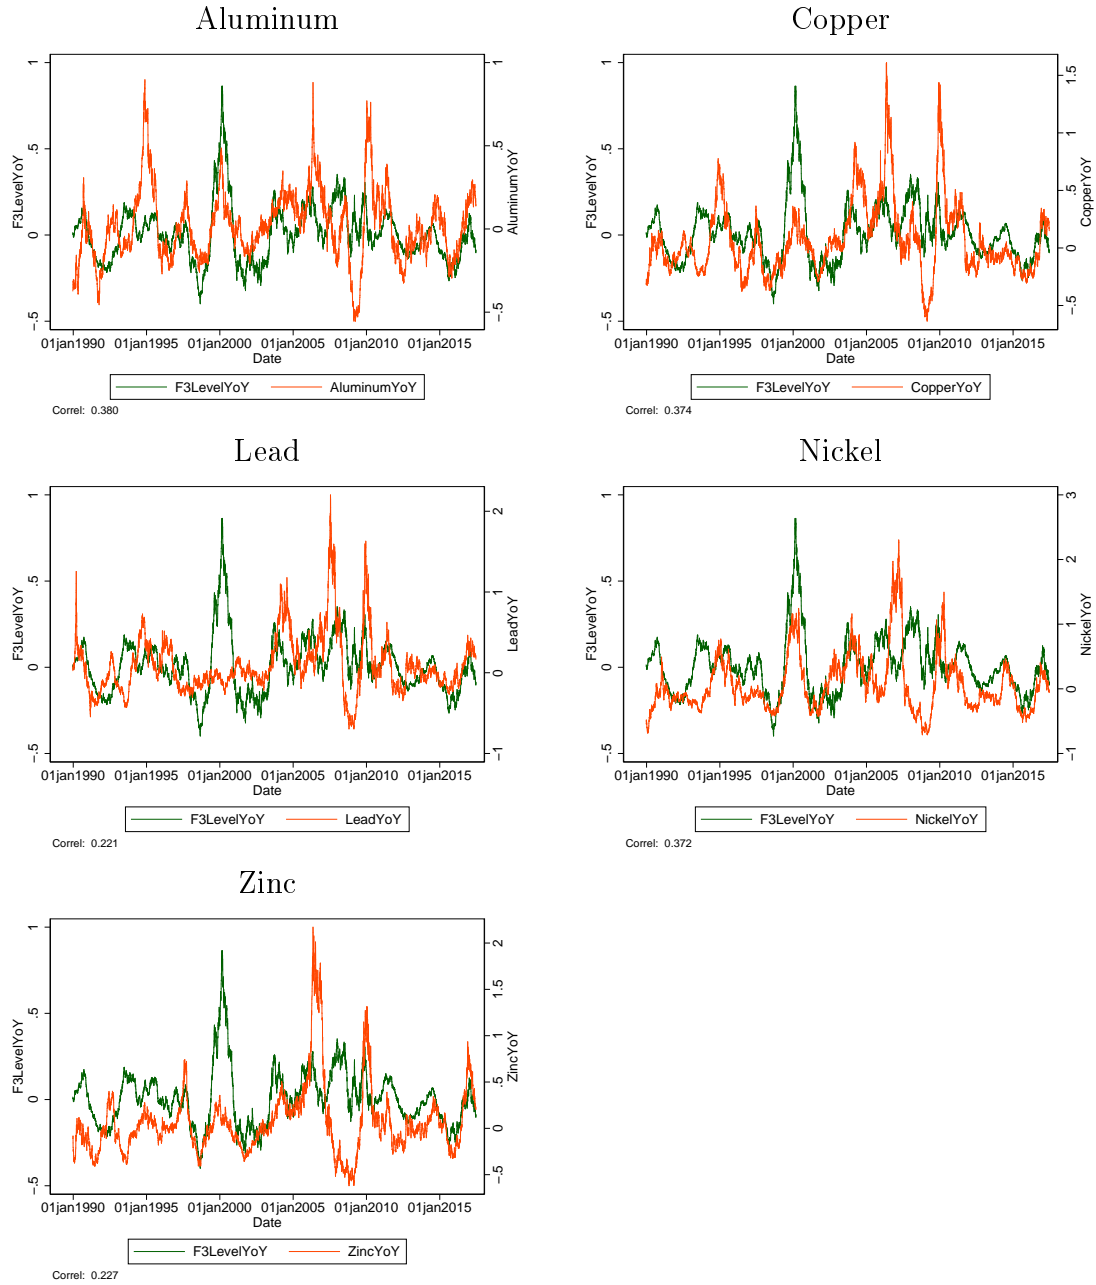 Aluminum
F3LevelYoY
-.5 0 .5 1
AluminumYoY
-.5 0 .5 1
01jan1990 01jan1995 01jan2000 01jan2005 01jan2010 01jan2015
Date
F3LevelYoY AluminumYoY
Correl: 0.380
Copper
F3LevelYoY
-.5 0 .5 1
CopperYoY
-.5 0 .5 1 1.5
01jan1990 01jan1995 01jan2000 01jan2005 01jan2010 01jan2015
Date
F3LevelYoY CopperYoY
Correl: 0.374
Lead
F3LevelYoY
-.5 0 .5 1
LeadYoY
-1 0 1 2
01jan1990 01jan1995 01jan2000 01jan2005 01jan2010 01jan2015
Date
F3LevelYoY LeadYoY
Correl: 0.221
Nickel
F3LevelYoY
-.5 0 .5 1
NickelYoY
-1 0 1 2 3
01jan1990 01jan1995 01jan2000 01jan2005 01jan2010 01jan2015
Date
F3LevelYoY NickelYoY
Correl: 0.372
Zinc
F3LevelYoY
-.5 0 .5 1
ZincYoY
-.5 0 .5 1 1.5 2
01jan1990 01jan1995 01jan2000 01jan2005 01jan2010 01jan2015
Date
F3LevelYoY ZincYoY
Correl: 0.227